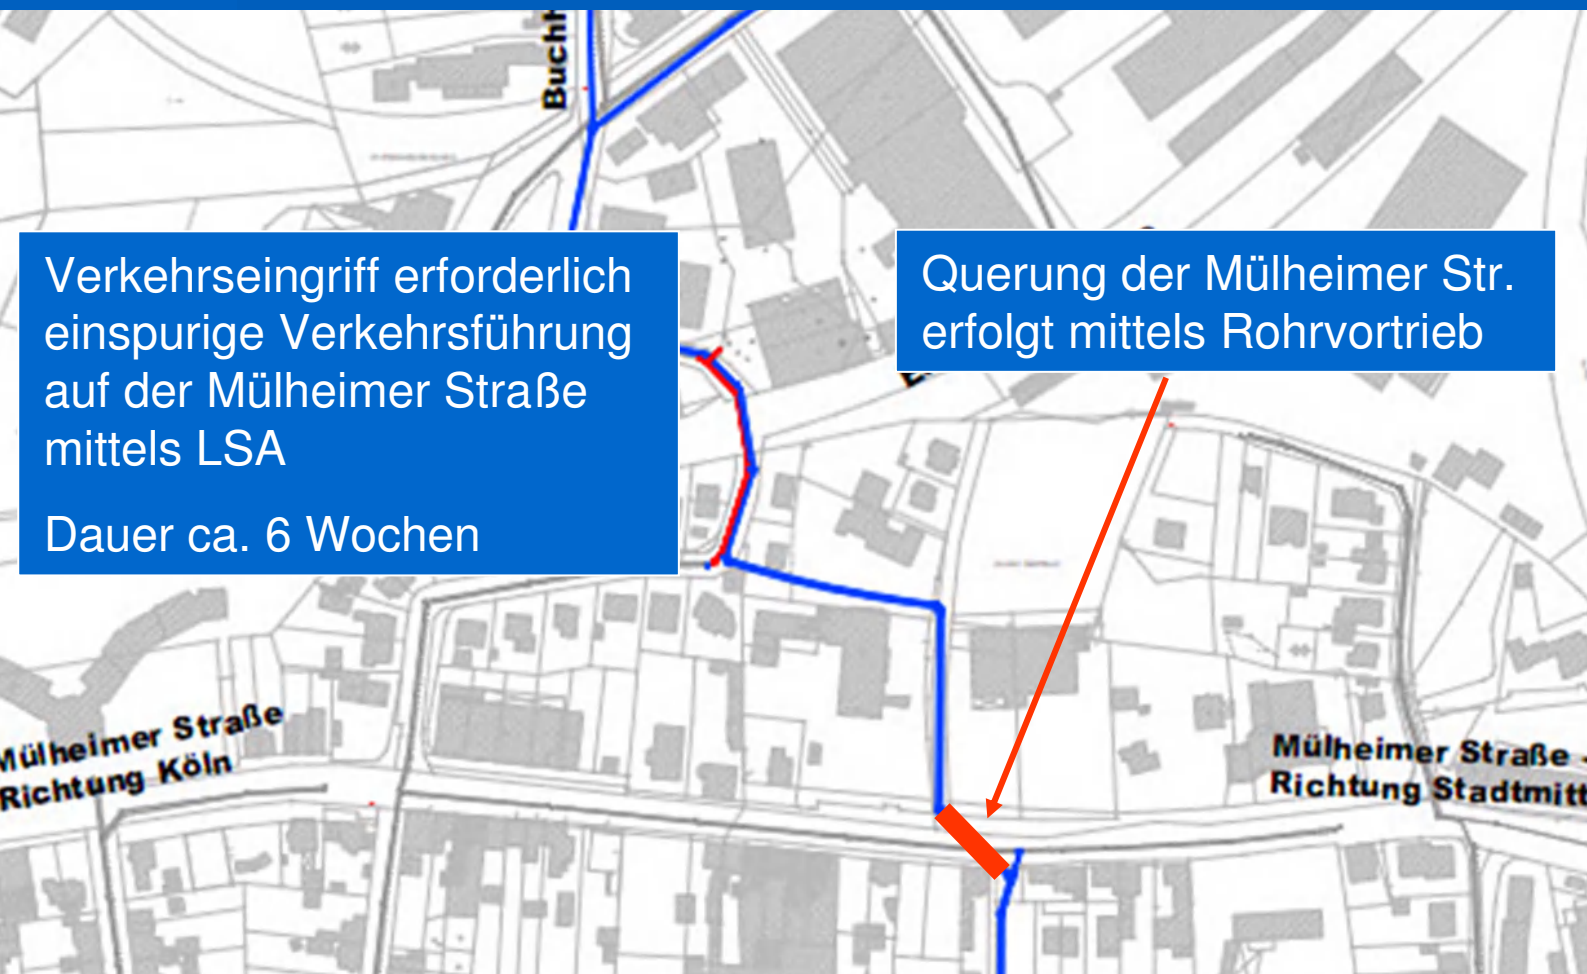 Buchh
Verkehrseingriff erforderlich
einspurige Verkehrsführung
auf der Mülheimer Straße
mittels LSA
Dauer ca. 6 Wochen
Querung der Mülheimer Str.
erfolgt mittels Rohrvortrieb
Mülheimer Straße
Richtung Köln
Mülheimer Straße -
Richtung Stadtmitt